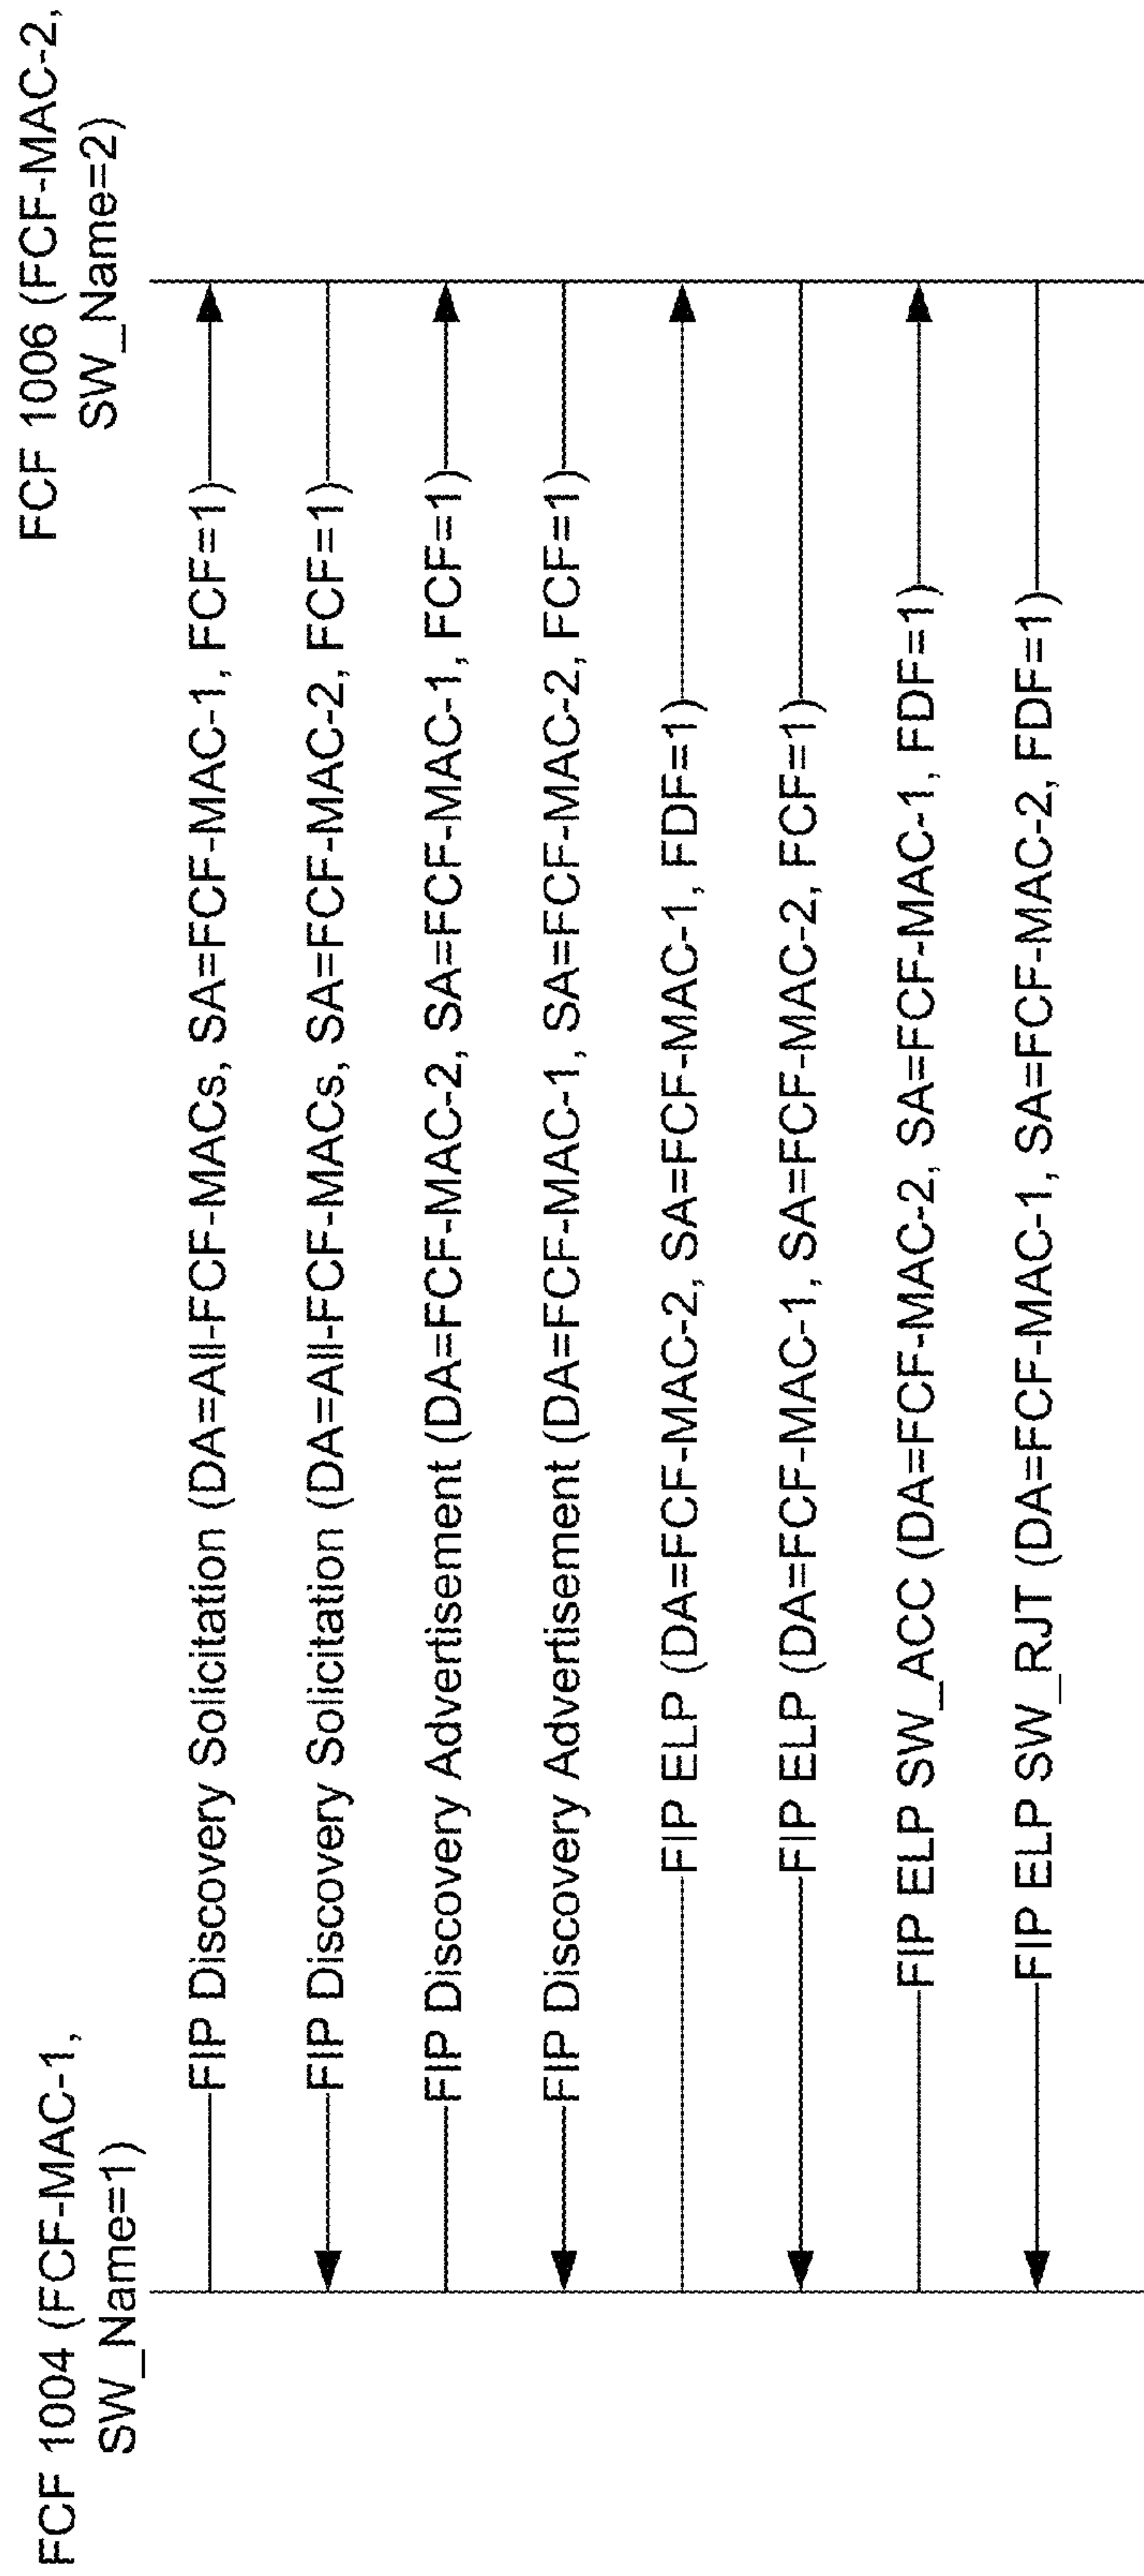 FCF 1004 (FCF-MAC-1,
SW_Name=1)
FCF 1006 (FCF-MAC-2,
SW_Name=2)
FIP Discovery Solicitation (DA=All-FCF-MACs, SA=FCF-MAC-1, FCF=1)
FIP Discovery Solicitation (DA=All-FCF-MACs, SA=FCF-MAC-2, FCF=1)
FIP Discovery Advertisement (DA=FCF-MAC-2, SA=FCF-MAC-1, FCF=1)
FIP Discovery Advertisement (DA=FCF-MAC-1, SA=FCF-MAC-2, FCF=1)
FIP ELP (DA=FCF-MAC-2, SA=FCF-MAC-1, FDF=1)
FIP ELP (DA=FCF-MAC-1, SA=FCF-MAC-2, FCF=1)
FIP ELP SW_ACC (DA=FCF-MAC-2, SA=FCF-MAC-1, FDF=1)
FIP ELP SW_RJT (DA=FCF-MAC-1, SA=FCF-MAC-2, FDF=1)